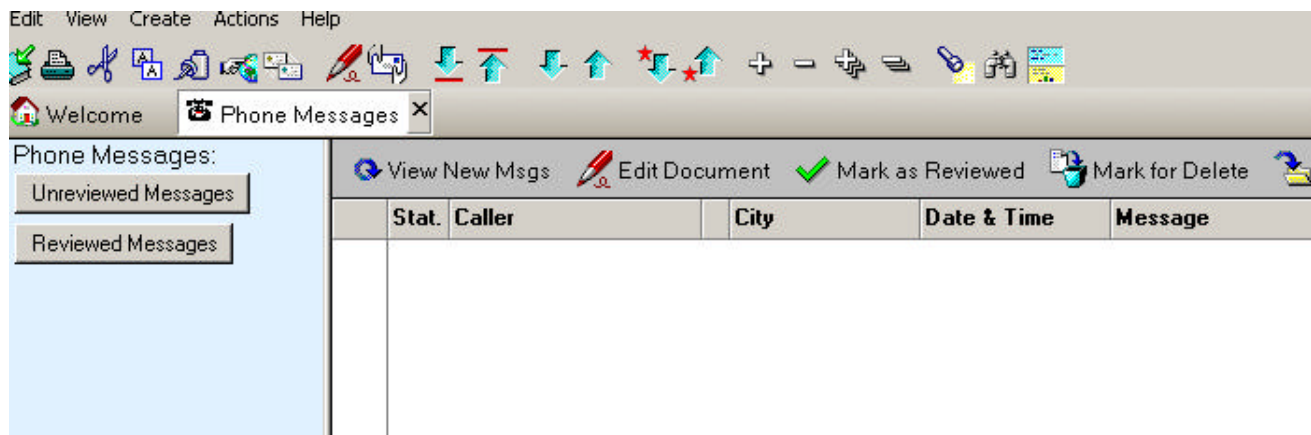 Edit View Create Actions Help
Welcome Phone Messages
Phone Messages:
Unreviewed Messages
Reviewed Messages
View New Msgs Edit Document Mark as Reviewed Mark for Delete
Stat. Caller City Date & Time Message